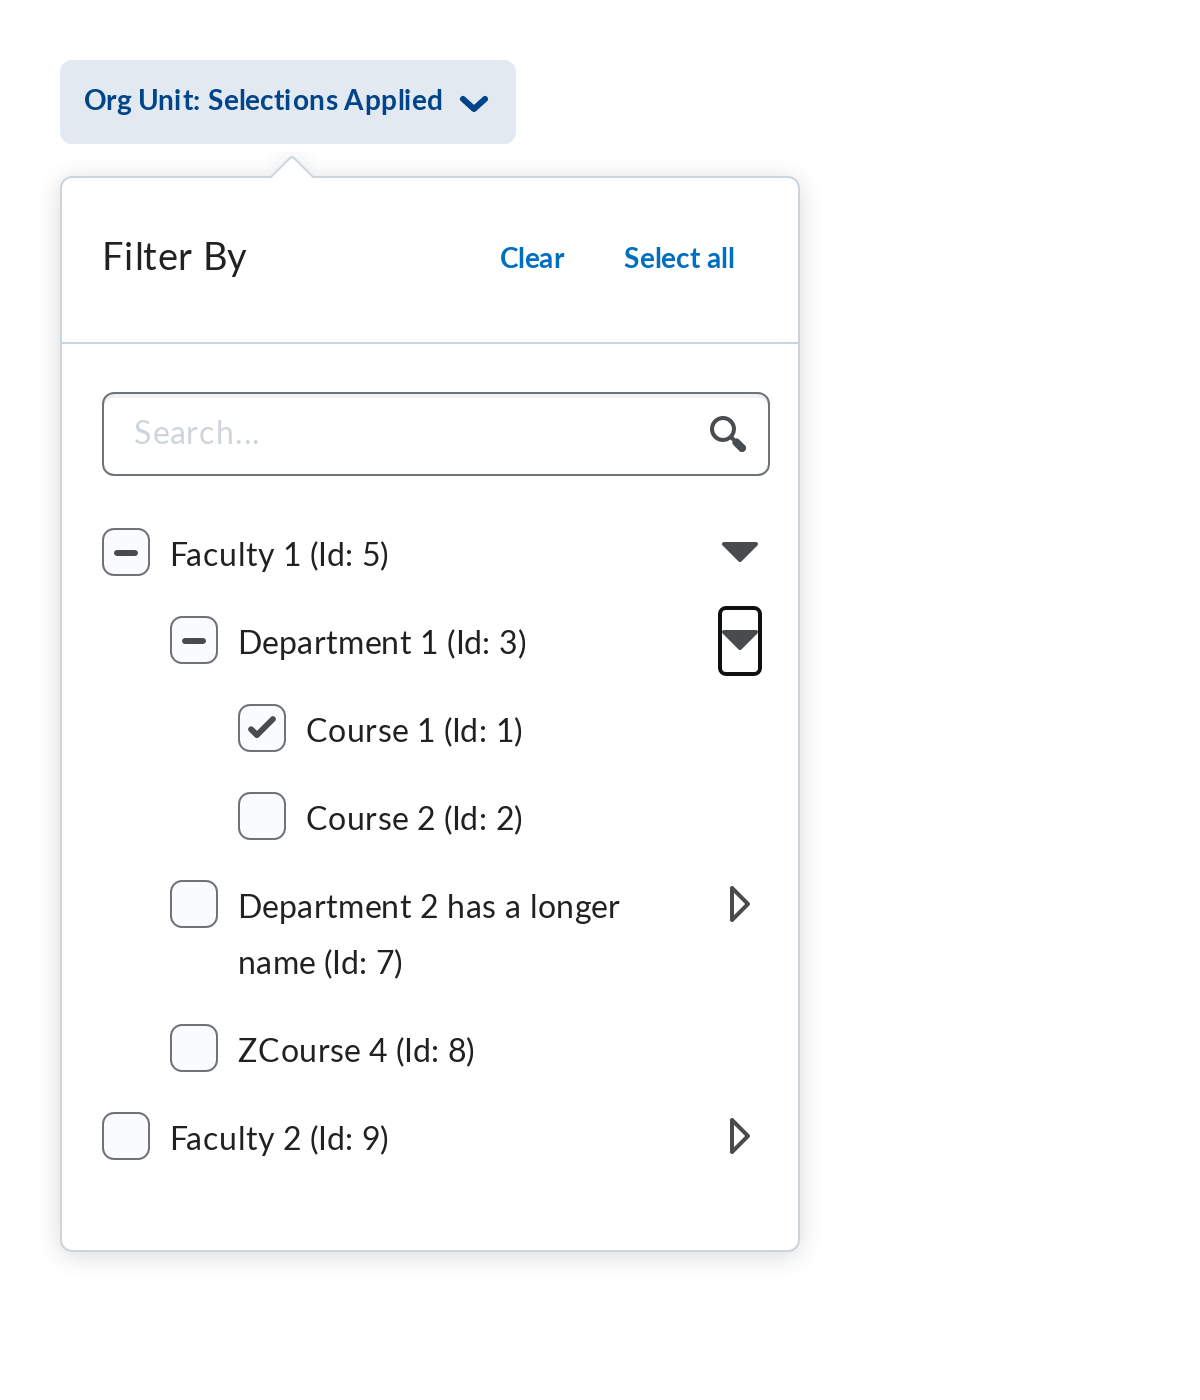 Org Unit: Selections Applied
Filter By
Clear
Select all
Search...
Faculty 1 (Id: 5)
Department 1 (Id: 3)
Course 1 (Id: 1)
Course 2 (Id: 2)
Department 2 has a longer
name (Id: 7)
ZCourse 4 (Id: 8)
Faculty 2 (Id: 9)